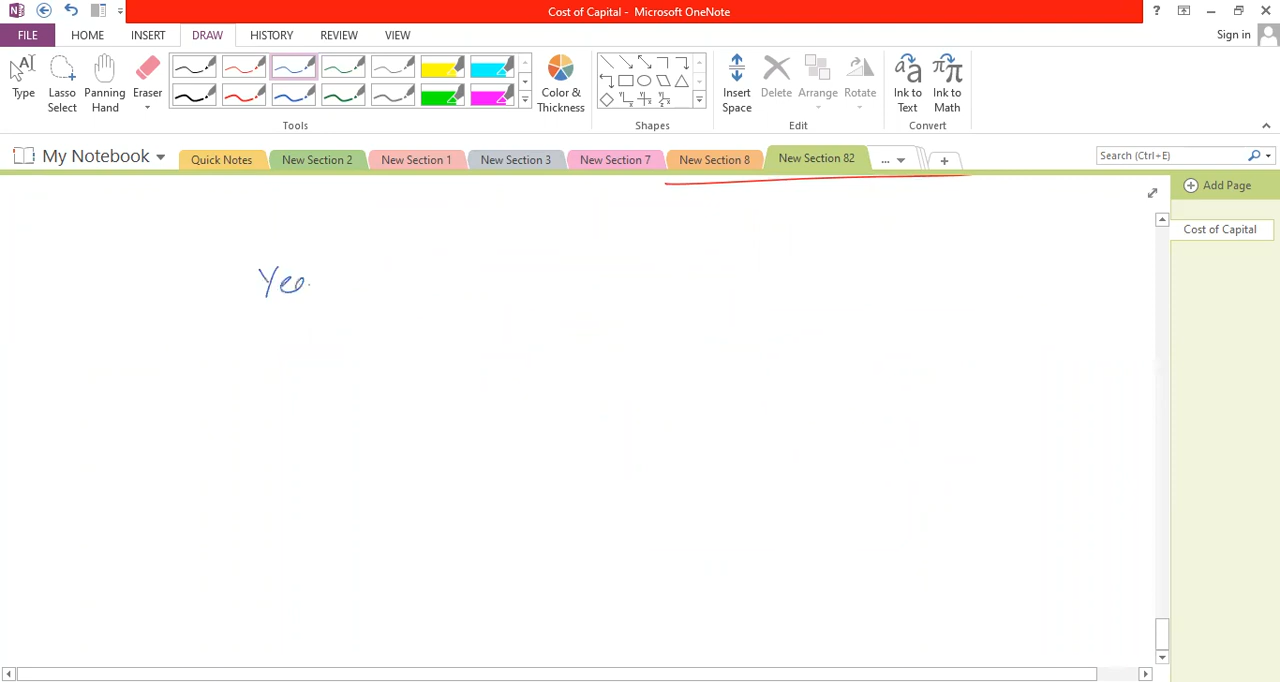 Cost of Capital - Microsoft OneNote
?
FILE HOME INSERT DRAW HISTORY REVIEW VIEW
Sign in
Type
Lasso Select
Panning Hand
Eraser
Color & Thickness
Insert Space
Delete
Arrange
Rotate
Ink to Text
Ink to Math
Tools Shapes Edit Convert
My Notebook Quick Notes New Section 2 New Section 1 New Section 3 New Section 7 New Section 8 New Section 82 ... Search (Ctrl+E)
Add Page
Cost of Capital